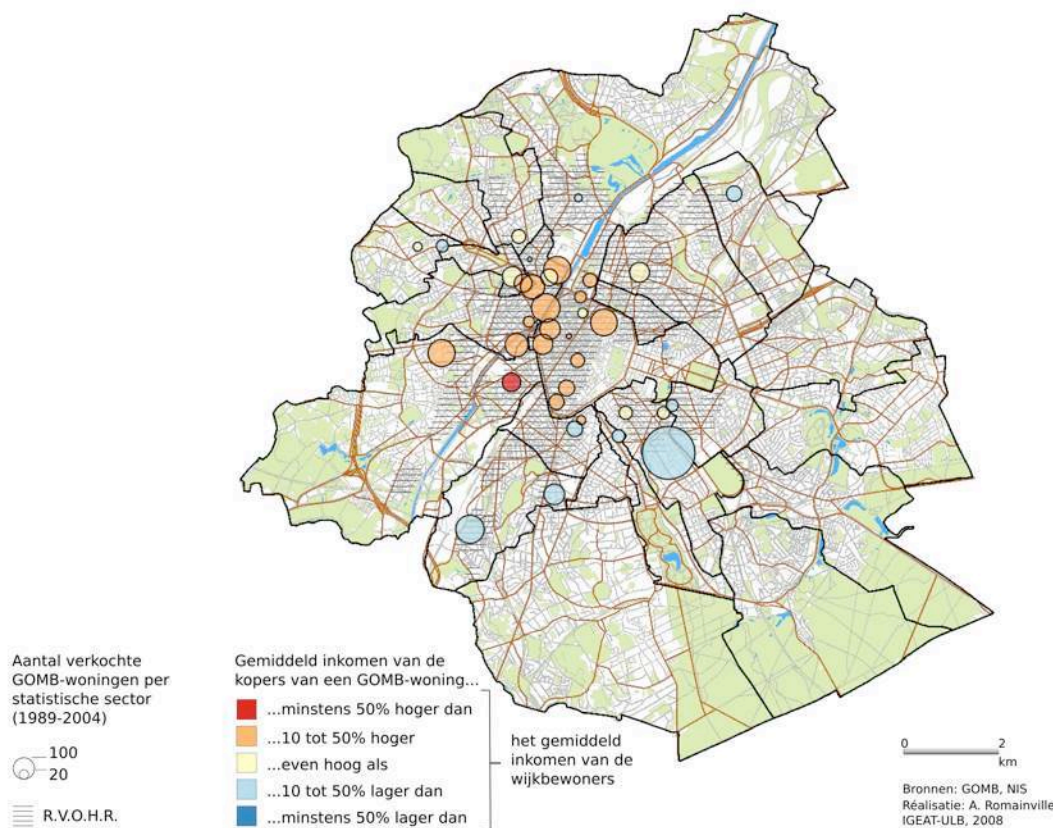 Aantal verkochte
GOMB-woningen per
statistische sector
(1989-2004)
100
20
R.V.O.H.R.
Gemiddeld inkomen van de
kopers van een GOMB-woning...
...minstens 50% hoger dan
...10 tot 50% hoger
...even hoog als
...10 tot 50% lager dan
...minstens 50% lager dan
het gemiddeld
inkomen van de
wijkbewoners
0 2
km
Bronnen: GOMB, NIS
Réalisatie: A. Romainville
IGEAT-ULB, 2008